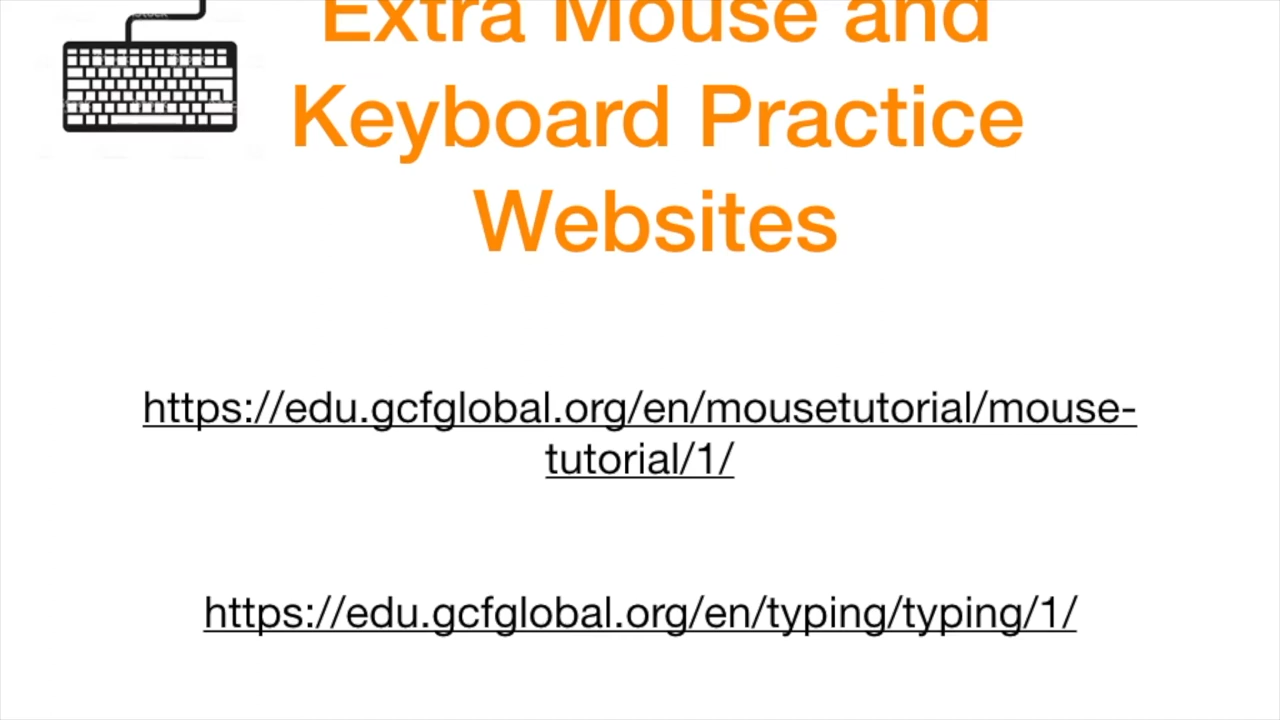 Extra Mouse and
Keyboard Practice
Websites
https://edu.gcfglobal.org/en/mousetutorial/mouse-
tutorial/1/
https://edu.gcfglobal.org/en/typing/typing/1/